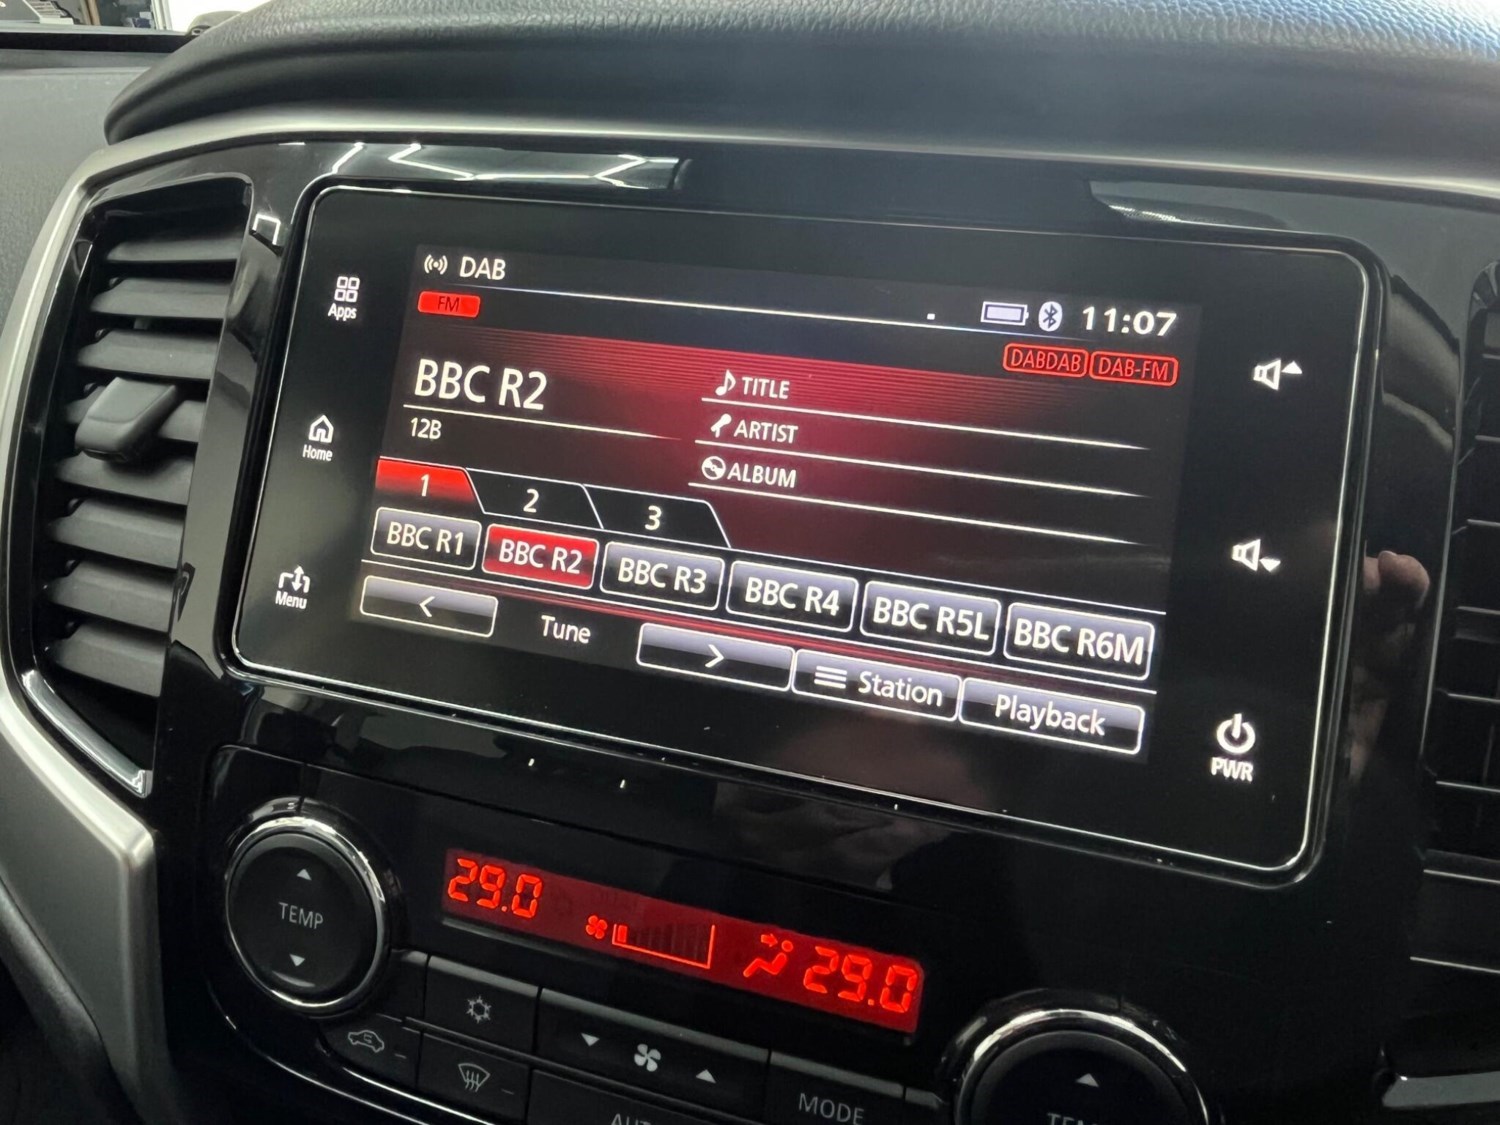 DAB
FM
11:07
DABDAB DAB-FM
Apps
BBC R2
12B
TITLE
ARTIST
ALBUM
Home
1 2 3
BBC R1 BBC R2 BBC R3 BBC R4 BBC R5L BBC R6M
Menu
< Tune > Station Playback
PWR
29.0 29.0
TEMP
MODE